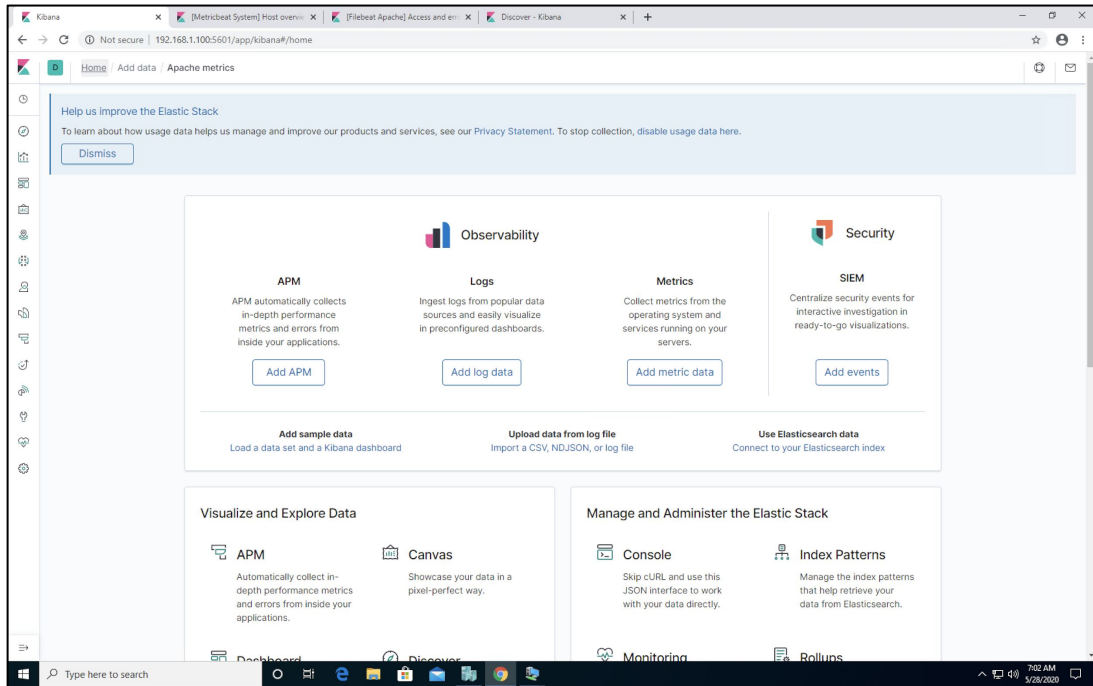 Kibana
[Metricbeat System] Host overvie
[Filebeat Apache] Access and err
Discover - Kibana
Not secure | 192.168.1.100:5601/app/kibana#/home
D Home / Add data / Apache metrics
Help us improve the Elastic Stack
To learn about how usage data helps us manage and improve our products and services, see our Privacy Statement. To stop collection, disable usage data here.
Dismiss
Observability
Security
APM
APM automatically collects
in-depth performance
metrics and errors from
inside your applications.
Add APM
Logs
Ingest logs from popular data
sources and easily visualize
in preconfigured dashboards.
Add log data
Metrics
Collect metrics from the
operating system and
services running on your
servers.
Add metric data
SIEM
Centralize security events for
interactive investigation in
ready-to-go visualizations.
Add events
Add sample data
Load a data set and a Kibana dashboard
Upload data from log file
Import a CSV, NDJSON, or log file
Use Elasticsearch data
Connect to your Elasticsearch index
Visualize and Explore Data
APM
Automatically collect in-
depth performance metrics
and errors from inside your
applications.
Canvas
Showcase your data in a
pixel-perfect way.
Dashboard
Discover
Manage and Administer the Elastic Stack
Console
Skip cURL and use this
JSON interface to work
with your data directly.
Index Patterns
Manage the index patterns
that help retrieve your
data from Elasticsearch.
Monitoring
Rollups
Type here to search
7:02 AM
5/28/2020